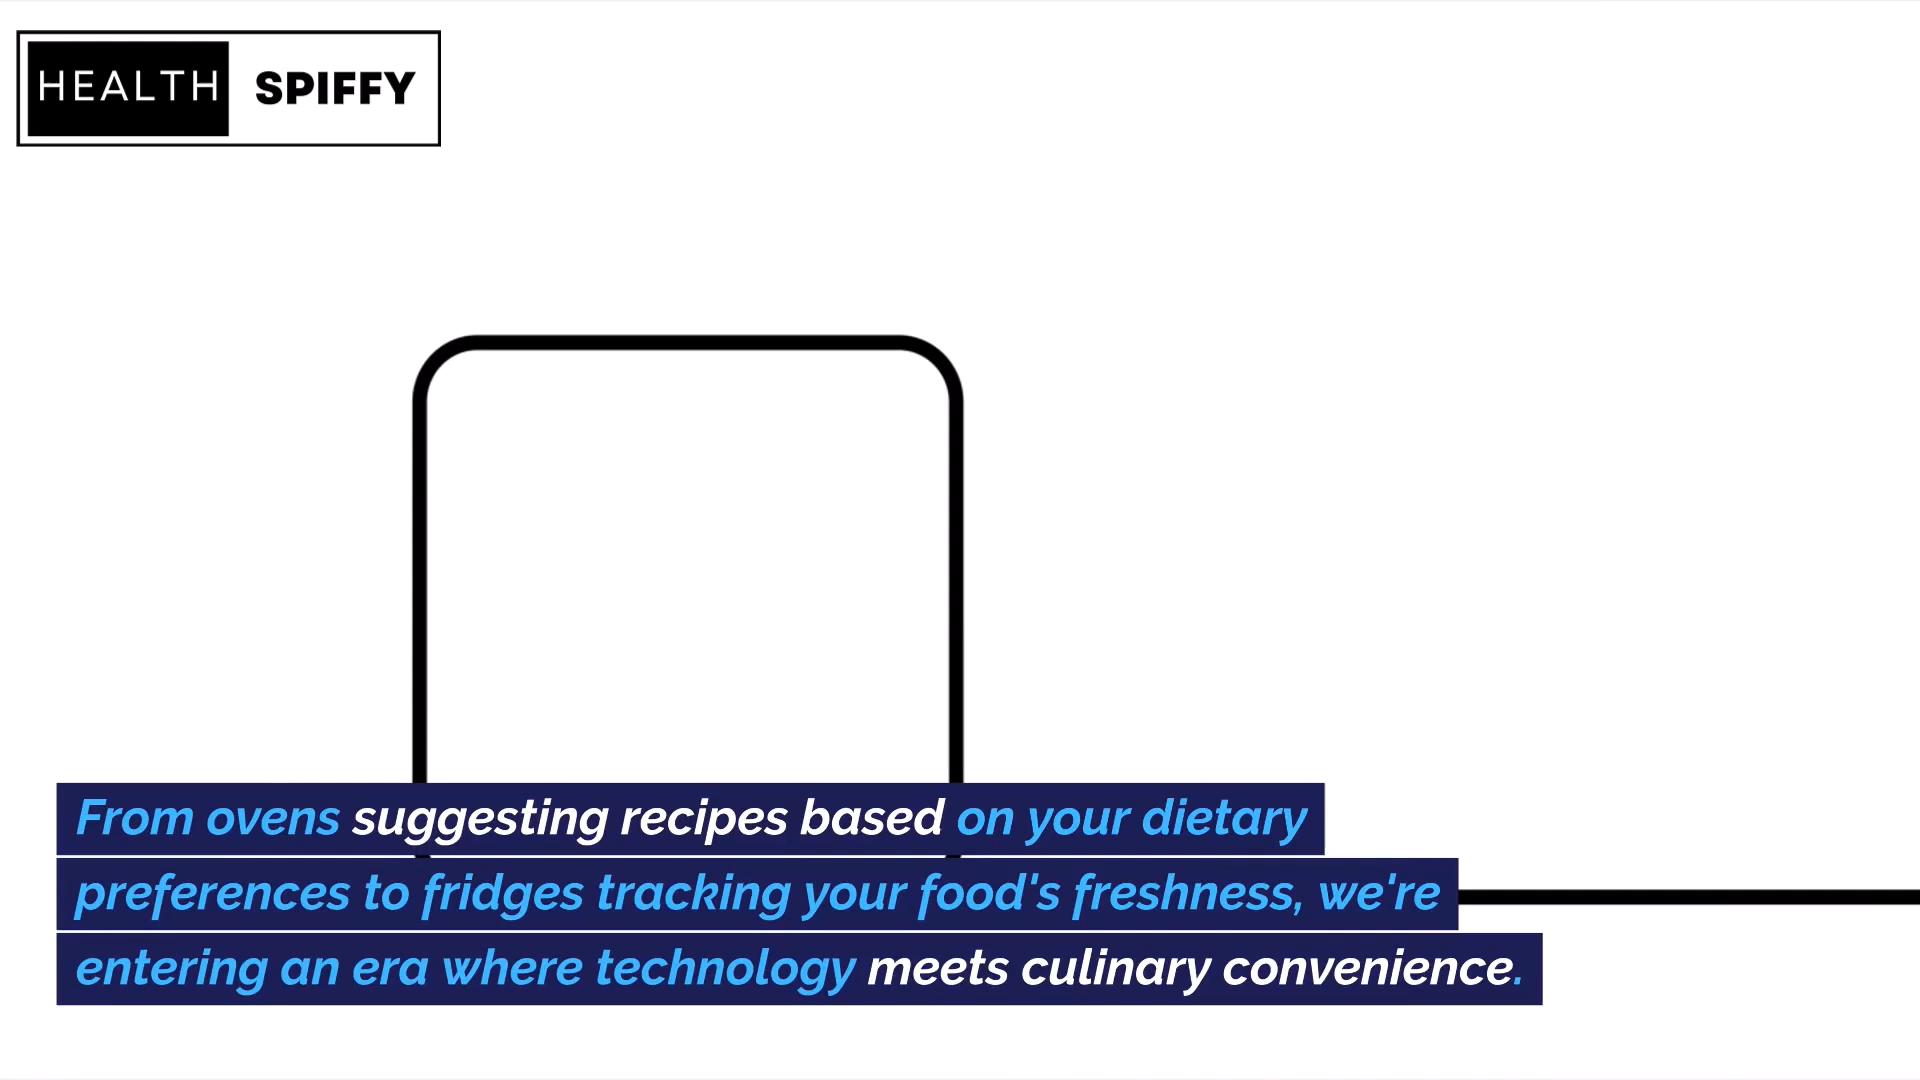 HEALTH SPIFFY
From ovens suggesting recipes based on your dietary
preferences to fridges tracking your food's freshness, we're
entering an era where technology meets culinary convenience.